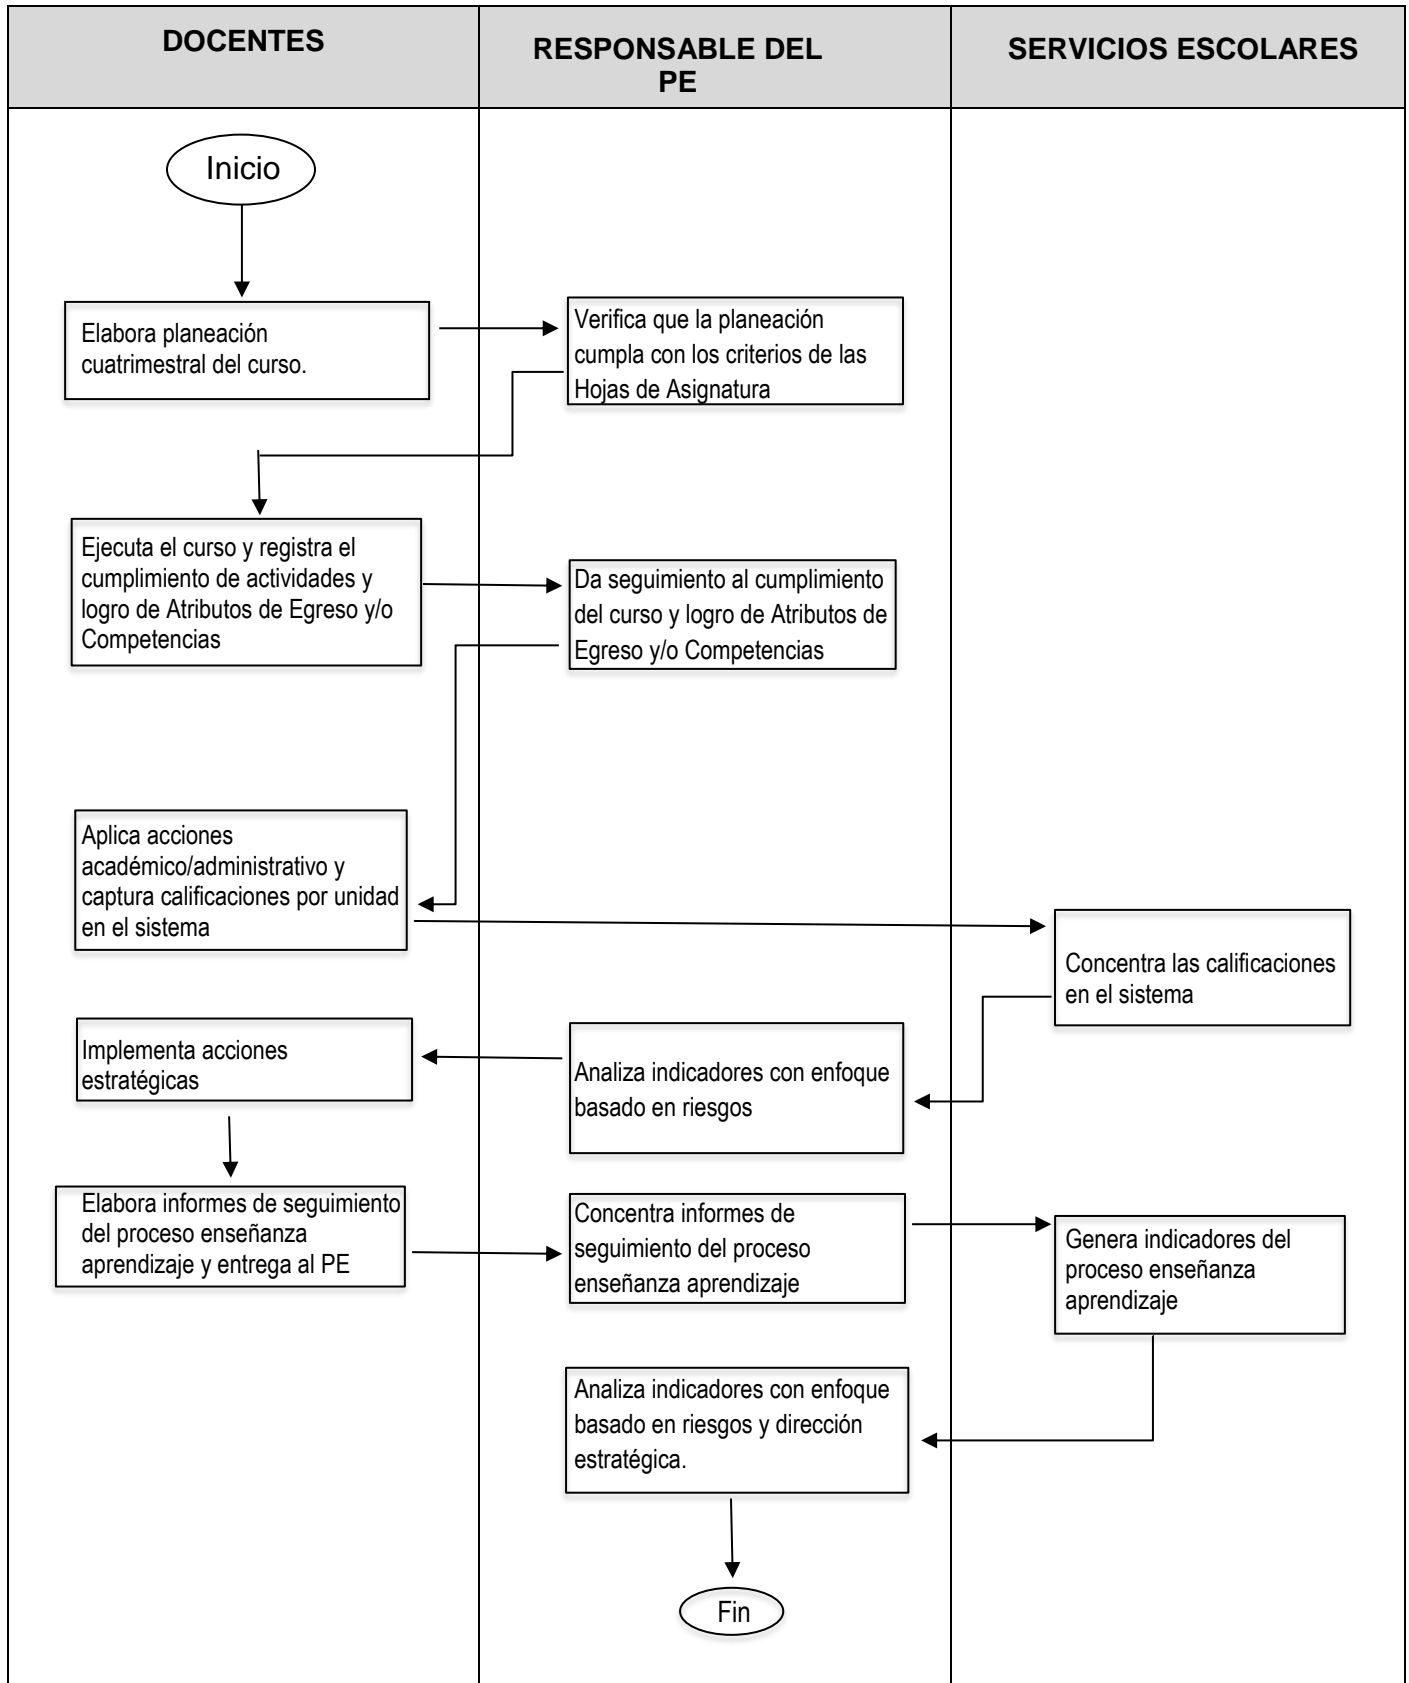 DOCENTES
RESPONSABLE DEL
PE
SERVICIOS ESCOLARES
Inicio
Elabora planeación
cuatrimestral del curso.
Verifica que la planeación
cumpla con los criterios de las
Hojas de Asignatura
Ejecuta el curso y registra el
cumplimiento de actividades y
logro de Atributos de Egreso y/o
Competencias
Da seguimiento al cumplimiento
del curso y logro de Atributos de
Egreso y/o Competencias
Aplica acciones
académico/administrativo y
captura calificaciones por unidad
en el sistema
Concentra las calificaciones
en el sistema
Implementa acciones
estratégicas
Analiza indicadores con enfoque
basado en riesgos
Elabora informes de seguimiento
del proceso enseñanza
aprendizaje y entrega al PE
Concentra informes de
seguimiento del proceso
enseñanza aprendizaje
Genera indicadores del
proceso enseñanza
aprendizaje
Analiza indicadores con enfoque
basado en riesgos y dirección
estratégica.
Fin